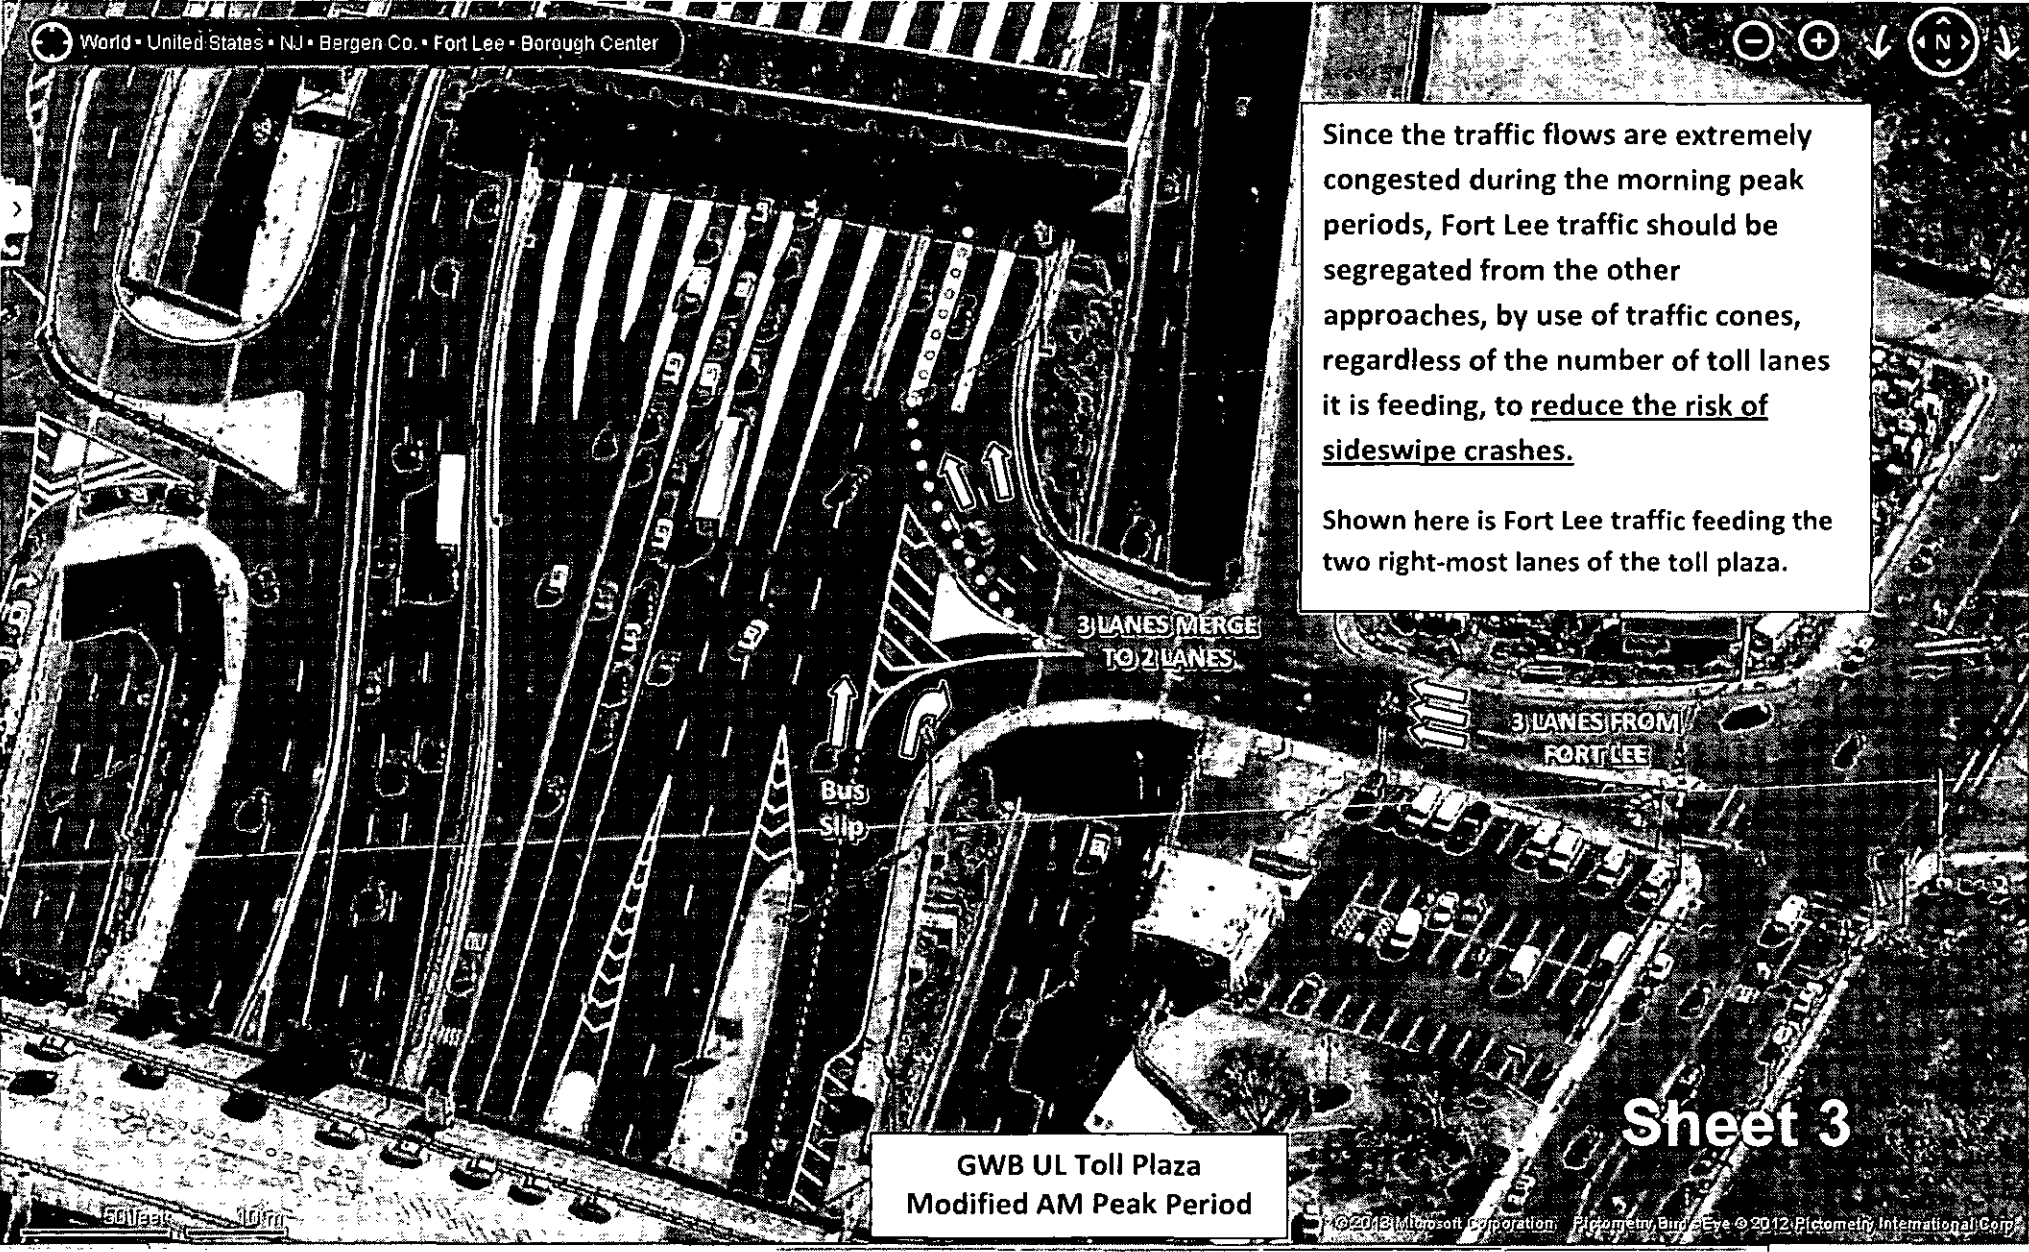 World • United States • NJ • Bergen Co. • Fort Lee • Borough Center
N
Since the traffic flows are extremely
congested during the morning peak
periods, Fort Lee traffic should be
segregated from the other
approaches, by use of traffic cones,
regardless of the number of toll lanes
it is feeding, to reduce the risk of
sideswipe crashes.
Shown here is Fort Lee traffic feeding the
two right-most lanes of the toll plaza.
3 LANES MERGE
TO 2 LANES
3 LANES FROM
FORT LEE
Bus
Slip
Sheet 3
GWB UL Toll Plaza
Modified AM Peak Period
50 feet 10 m
© 2013 Microsoft Corporation Pictometry Bird's Eye © 2012 Pictometry International Corp.